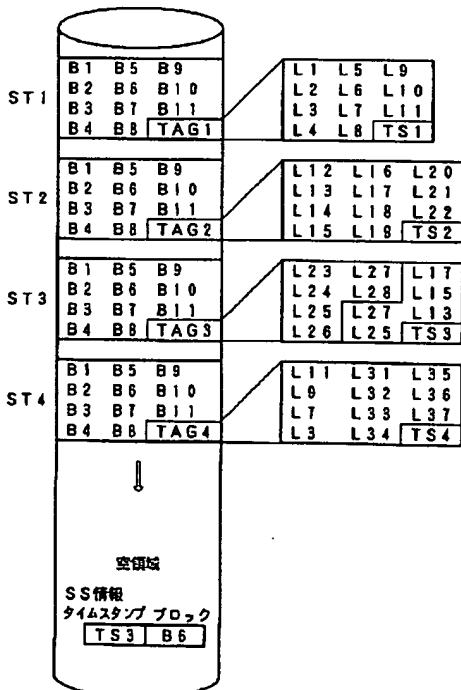 B1 B5 B9 L1 L5 L9
ST1 B2 B6 B10 L2 L6 L10
B3 B7 B11 L3 L7 L11
B4 B8 TAG1 L4 L8 TS1
B1 B5 B9 L12 L16 L20
ST2 B2 B6 B10 L13 L17 L21
B3 B7 B11 L14 L18 L22
B4 B8 TAG2 L15 L19 TS2
B1 B5 B9 L23 L27 L17
ST3 B2 B6 B10 L24 L28 L15
B3 B7 B11 L25 L27 L13
B4 B8 TAG3 L26 L25 TS3
B1 B5 B9 L11 L31 L35
ST4 B2 B6 B10 L9 L32 L36
B3 B7 B11 L7 L33 L37
B4 B8 TAG4 L3 L34 TS4
空領域
SS情報
タイムスタンプ ブロック
TS3 B6